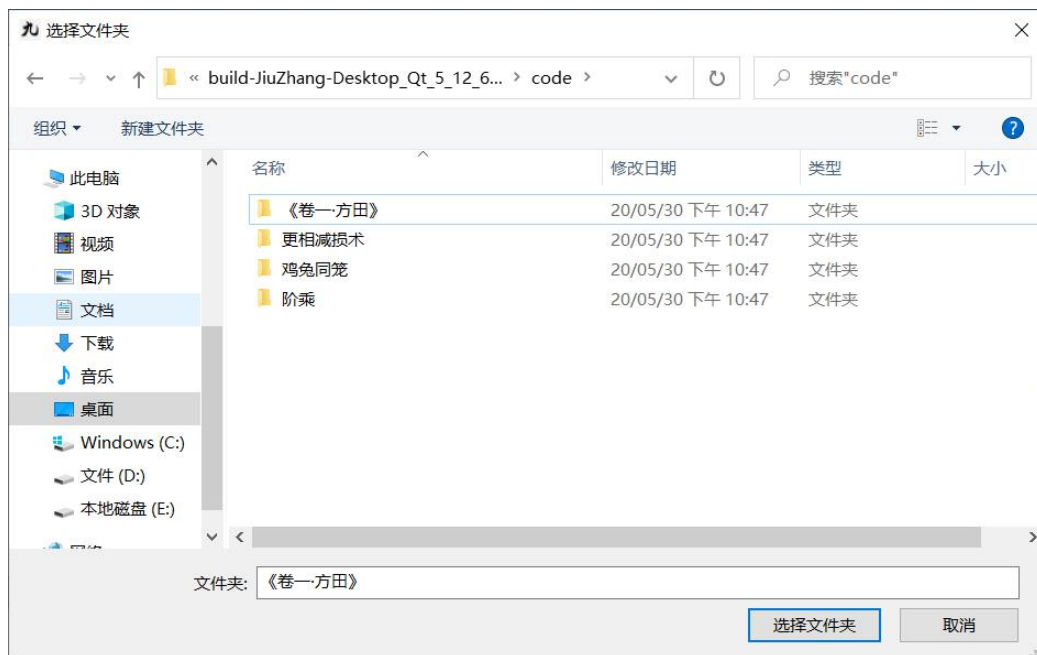 九 选择文件夹
« build-JiuZhang-Desktop_Qt_5_12_6... › code ›
搜索"code"
组织
新建文件夹
?
名称 修改日期 类型 大小
此电脑
3D 对象
视频
图片
文档
下载
音乐
桌面
Windows (C:)
文件 (D:)
本地磁盘 (E:)
《卷一·方田》 20/05/30 下午 10:47 文件夹
更相减损术 20/05/30 下午 10:47 文件夹
鸡兔同笼 20/05/30 下午 10:47 文件夹
阶乘 20/05/30 下午 10:47 文件夹
文件夹: 《卷一·方田》
选择文件夹 取消